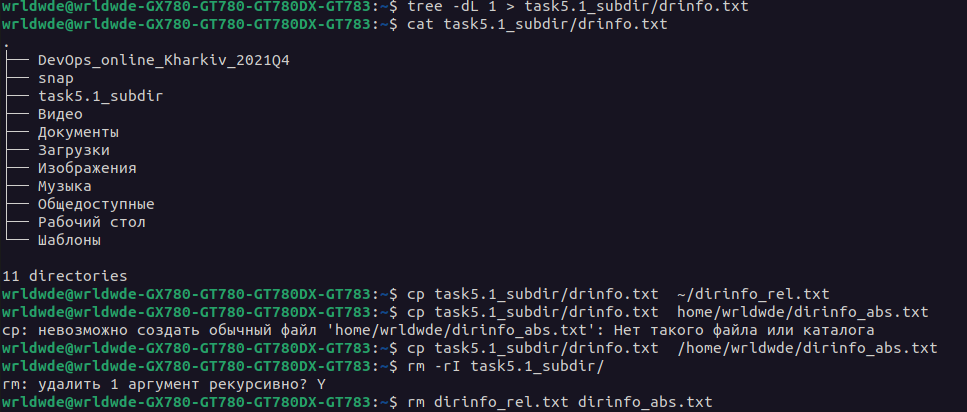 wrldwde@wrldwde-GX780-GT780-GT780DX-GT783:~$ tree -dL 1 > task5.1_subdir/drinfo.txt
wrldwde@wrldwde-GX780-GT780-GT780DX-GT783:~$ cat task5.1_subdir/drinfo.txt
.
├── DevOps_online_Kharkiv_2021Q4
├── snap
├── task5.1_subdir
├── Видео
├── Документы
├── Загрузки
├── Изображения
├── Музыка
├── Общедоступные
├── Рабочий стол
└── Шаблоны

11 directories
wrldwde@wrldwde-GX780-GT780-GT780DX-GT783:~$ cp task5.1_subdir/drinfo.txt  ~/dirinfo_rel.txt
wrldwde@wrldwde-GX780-GT780-GT780DX-GT783:~$ cp task5.1_subdir/drinfo.txt  home/wrldwde/dirinfo_abs.txt
cp: невозможно создать обычный файл 'home/wrldwde/dirinfo_abs.txt': Нет такого файла или каталога
wrldwde@wrldwde-GX780-GT780-GT780DX-GT783:~$ cp task5.1_subdir/drinfo.txt  /home/wrldwde/dirinfo_abs.txt
wrldwde@wrldwde-GX780-GT780-GT780DX-GT783:~$ rm -rI task5.1_subdir/
rm: удалить 1 аргумент рекурсивно? Y
wrldwde@wrldwde-GX780-GT780-GT780DX-GT783:~$ rm dirinfo_rel.txt dirinfo_abs.txt